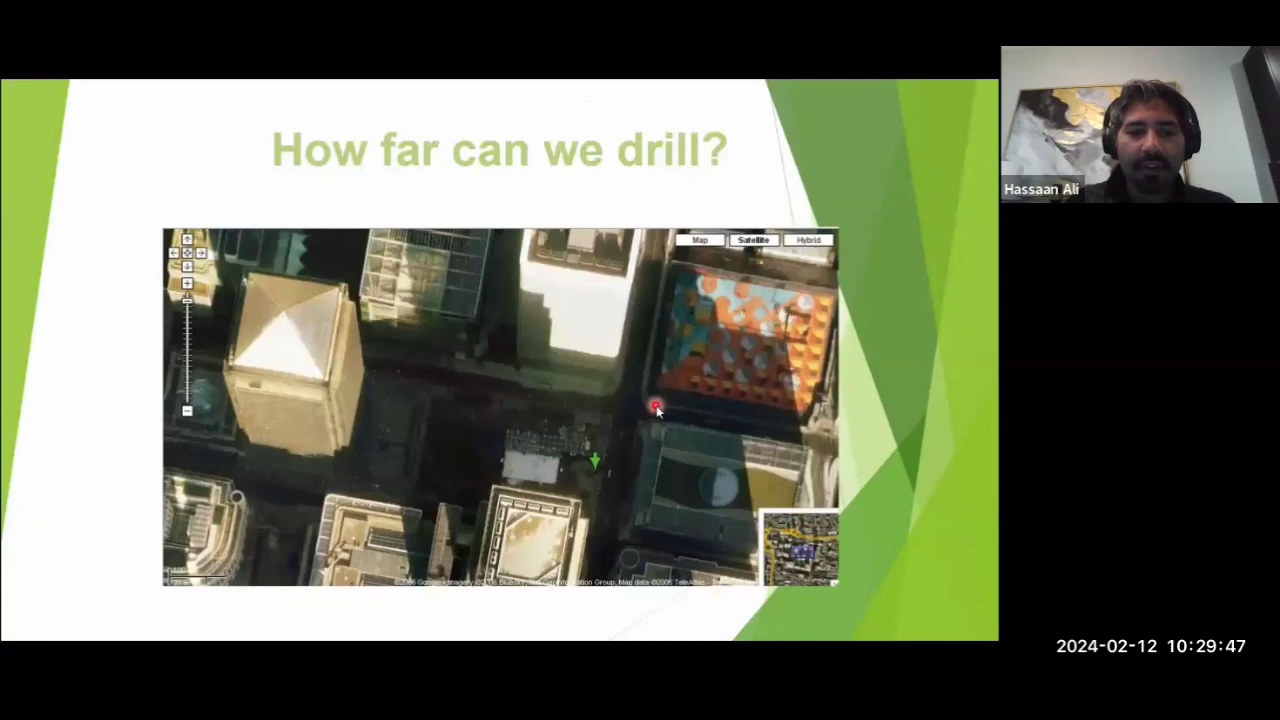 How far can we drill?
Map
Satellite
Hybrid
Hassaan Ali
2024-02-12 10:29:47